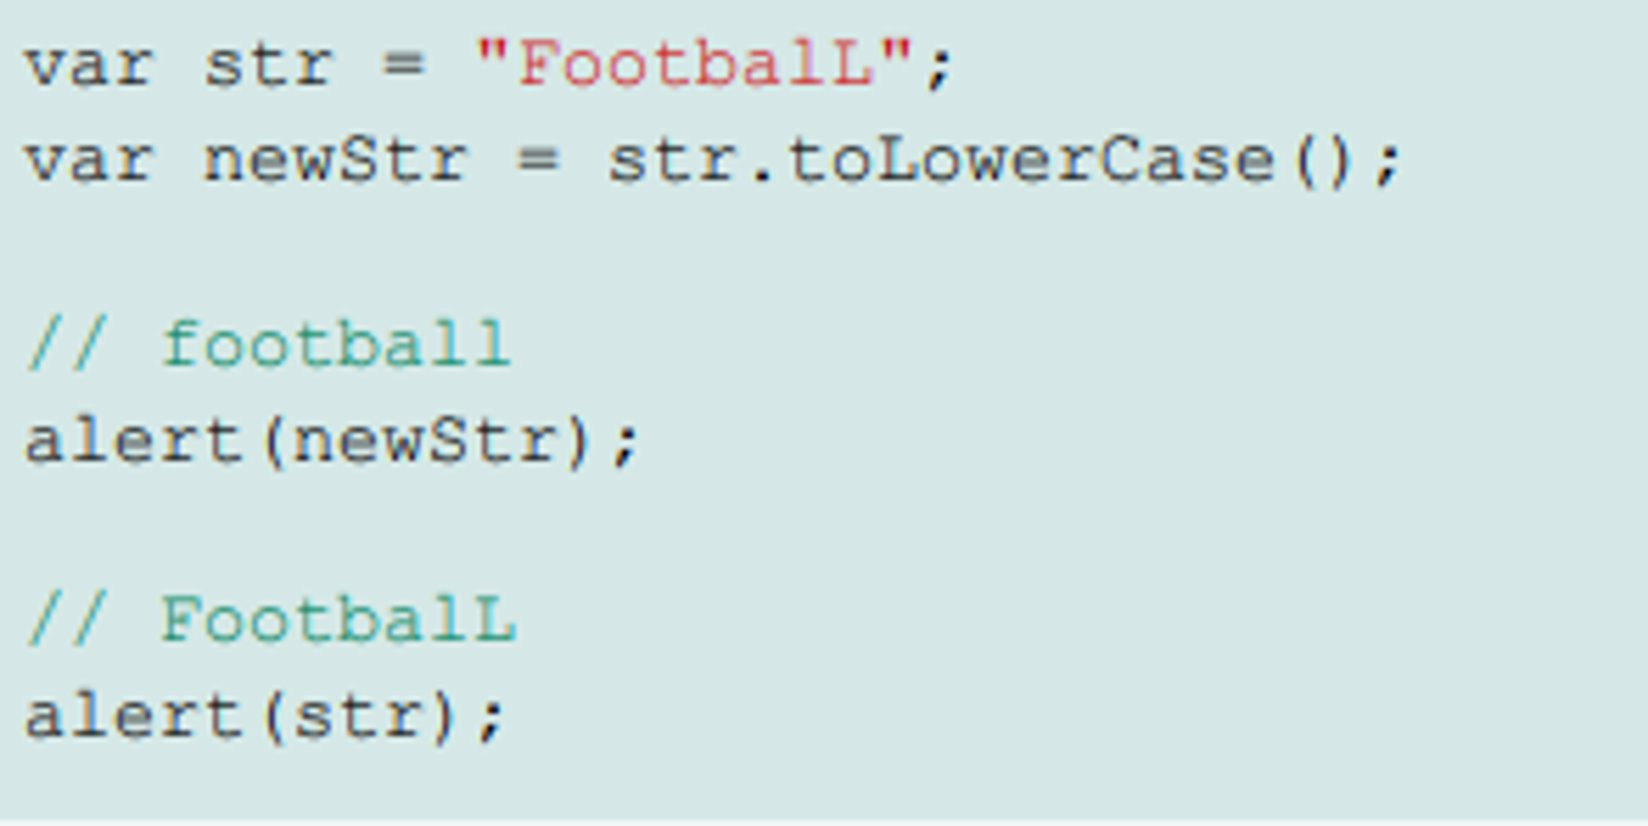 var str = "FootbalL";
var newStr = str.toLowerCase();
// football
alert(newStr);
// FootbalL
alert(str);